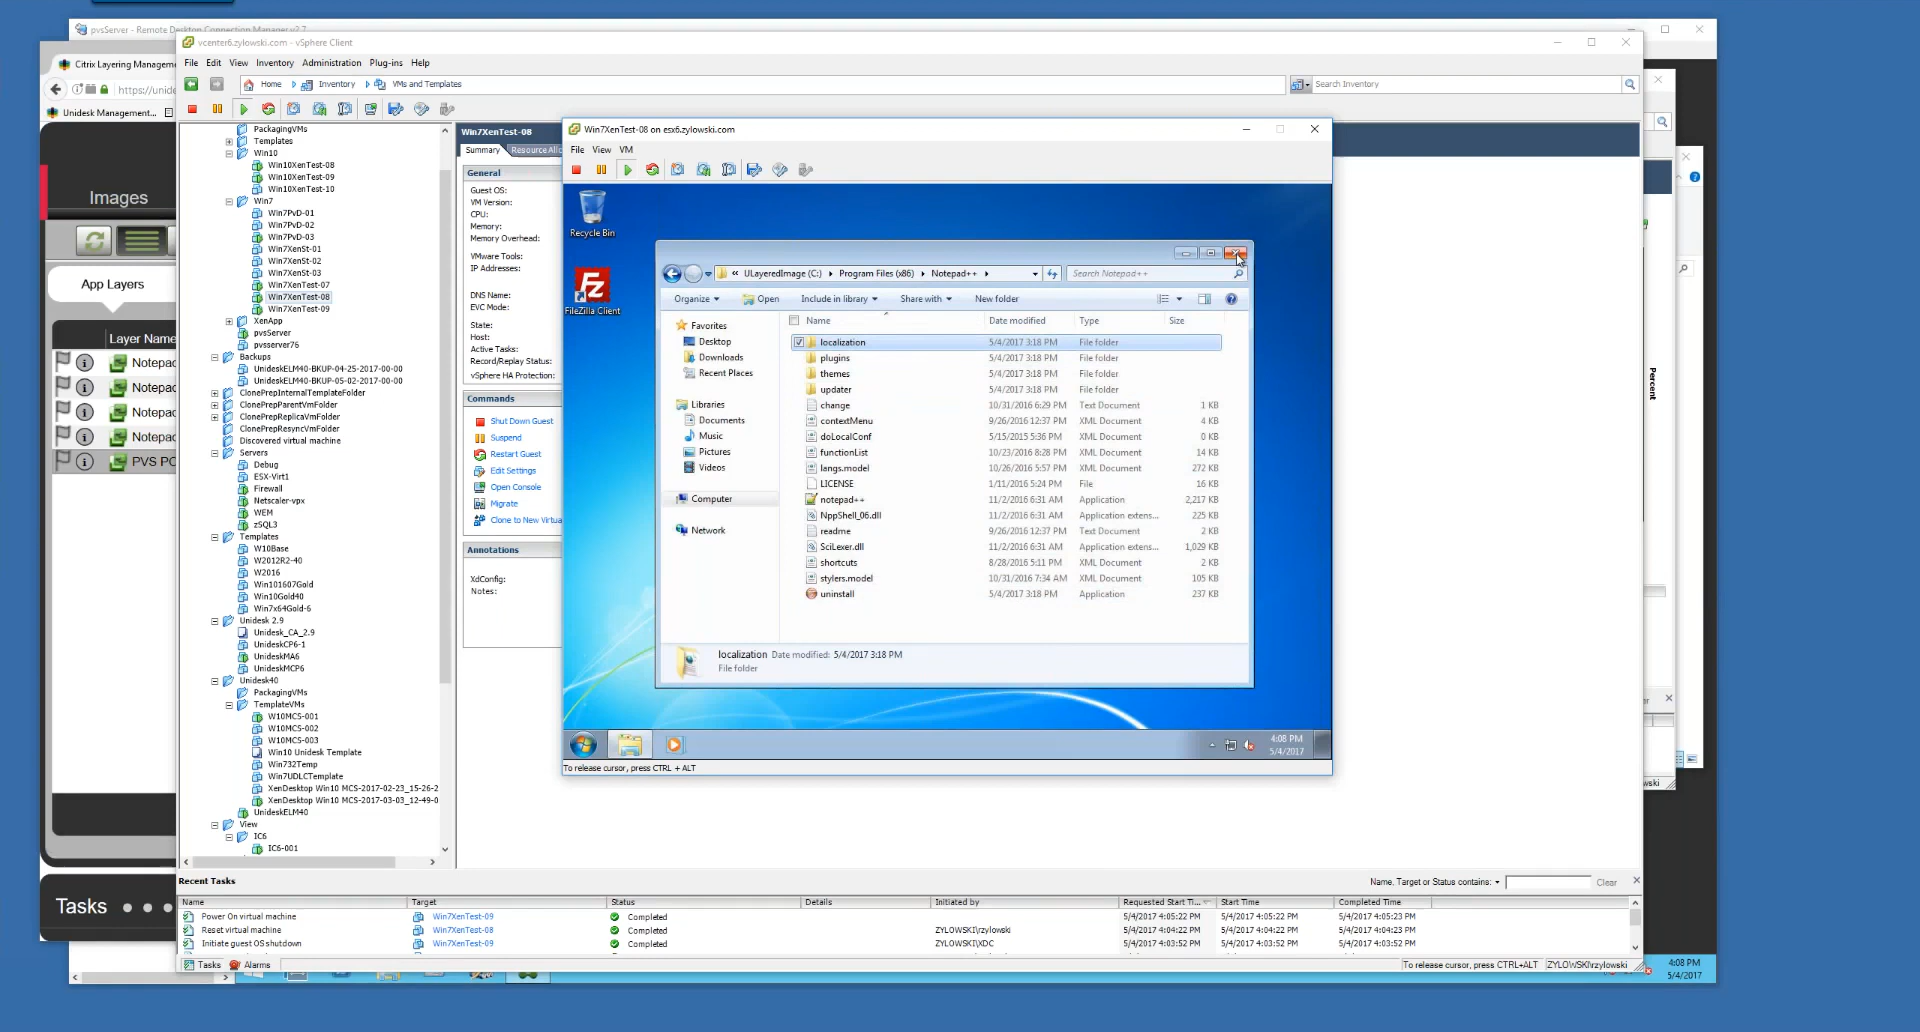 pvsServer - Remote Desktop Connection Manager v2.7
vcenter6.zylowski.com - vSphere Client
Citrix Layering Manageme
File Edit View Inventory Administration Plug-ins Help
https://unide
Home Inventory VMs and Templates
Search Inventory
Unidesk Management...
Images
App Layers
Layer Name
Notepad
Notepad
Notepad
Notepad
PVS PC
Tasks
PackagingVMs
Templates
Win10
Win10XenTest-08
Win10XenTest-09
Win10XenTest-10
Win7
Win7PvD-01
Win7PvD-02
Win7PvD-03
Win7XenSt-01
Win7XenSt-02
Win7XenSt-03
Win7XenTest-07
Win7XenTest-08
Win7XenTest-09
XenApp
pvsServer
pvsserver76
Backups
UnideskELM40-BKUP-04-25-2017-00-00
UnideskELM40-BKUP-05-02-2017-00-00
ClonePrepInternalTemplateFolder
ClonePrepParentVmFolder
ClonePrepReplicaVmFolder
ClonePrepResyncVmFolder
Discovered virtual machine
Servers
Debug
ESX-Virt1
Firewall
Netscaler-vpx
WEM
zSQL3
Templates
W10Base
W2012R2-40
W2016
Win101607Gold
Win10Gold40
Win7x64Gold-6
Unidesk 2.9
Unidesk_CA_2.9
UnideskCP6-1
UnideskMA6
UnideskMCP6
Unidesk40
PackagingVMs
TemplateVMs
W10MCS-001
W10MCS-002
W10MCS-003
Win10 Unidesk Template
Win732Temp
Win7UDLCTemplate
XenDesktop Win10 MCS-2017-02-23_15-26-2
XenDesktop Win10 MCS-2017-03-03_12-49-0
UnideskELM40
View
IC6
IC6-001
Win7XenTest-08
Summary Resource Allo
General
Guest OS:
VM Version:
CPU:
Memory:
Memory Overhead:
VMware Tools:
IP Addresses:
DNS Name:
EVC Mode:
State:
Host:
Active Tasks:
Record/Replay Status:
vSphere HA Protection:
Commands
Shut Down Guest
Suspend
Restart Guest
Edit Settings
Open Console
Migrate
Clone to New Virtua
Annotations
XdConfig:
Notes:
Win7XenTest-08 on esx6.zylowski.com
File View VM
Recycle Bin
FileZilla Client
« ULayeredImage (C:) Program Files (x86) Notepad++
Search Notepad++
Organize Open Include in library Share with New folder
Favorites
Desktop
Downloads
Recent Places
Libraries
Documents
Music
Pictures
Videos
Computer
Network
Name Date modified Type Size
localization 5/4/2017 3:18 PM File folder
plugins 5/4/2017 3:18 PM File folder
themes 5/4/2017 3:18 PM File folder
updater 5/4/2017 3:18 PM File folder
change 10/31/2016 6:29 PM Text Document 1 KB
contextMenu 9/26/2016 12:37 PM XML Document 4 KB
doLocalConf 5/15/2015 5:36 PM XML Document 0 KB
functionList 10/23/2016 8:28 PM XML Document 14 KB
langs.model 10/26/2016 5:57 PM XML Document 272 KB
LICENSE 1/11/2016 5:24 PM File 16 KB
notepad++ 11/2/2016 6:31 AM Application 2,217 KB
NppShell_06.dll 11/2/2016 6:31 AM Application extens... 225 KB
readme 9/26/2016 12:37 PM Text Document 2 KB
SciLexer.dll 11/2/2016 6:31 AM Application extens... 1,029 KB
shortcuts 8/28/2016 5:11 PM XML Document 2 KB
stylers.model 10/31/2016 7:34 AM XML Document 105 KB
uninstall 5/4/2017 3:18 PM Application 237 KB
localization Date modified: 5/4/2017 3:18 PM
File folder
4:08 PM
5/4/2017
To release cursor, press CTRL + ALT
Percent
wski
Recent Tasks
Name, Target or Status contains: Clear
Name Target Status Details Initiated by Requested Start Ti... Start Time Completed Time
Power On virtual machine Win7XenTest-09 Completed 5/4/2017 4:05:22 PM 5/4/2017 4:05:22 PM 5/4/2017 4:05:23 PM
Reset virtual machine Win7XenTest-08 Completed ZYLOWSKI\rzylowski 5/4/2017 4:04:22 PM 5/4/2017 4:04:22 PM 5/4/2017 4:04:23 PM
Initiate guest OS shutdown Win7XenTest-09 Completed ZYLOWSKI\XDC 5/4/2017 4:03:52 PM 5/4/2017 4:03:52 PM 5/4/2017 4:03:52 PM
Tasks Alarms
To release cursor, press CTRL+ALT ZYLOWSKI\rzylowski
4:08 PM
5/4/2017